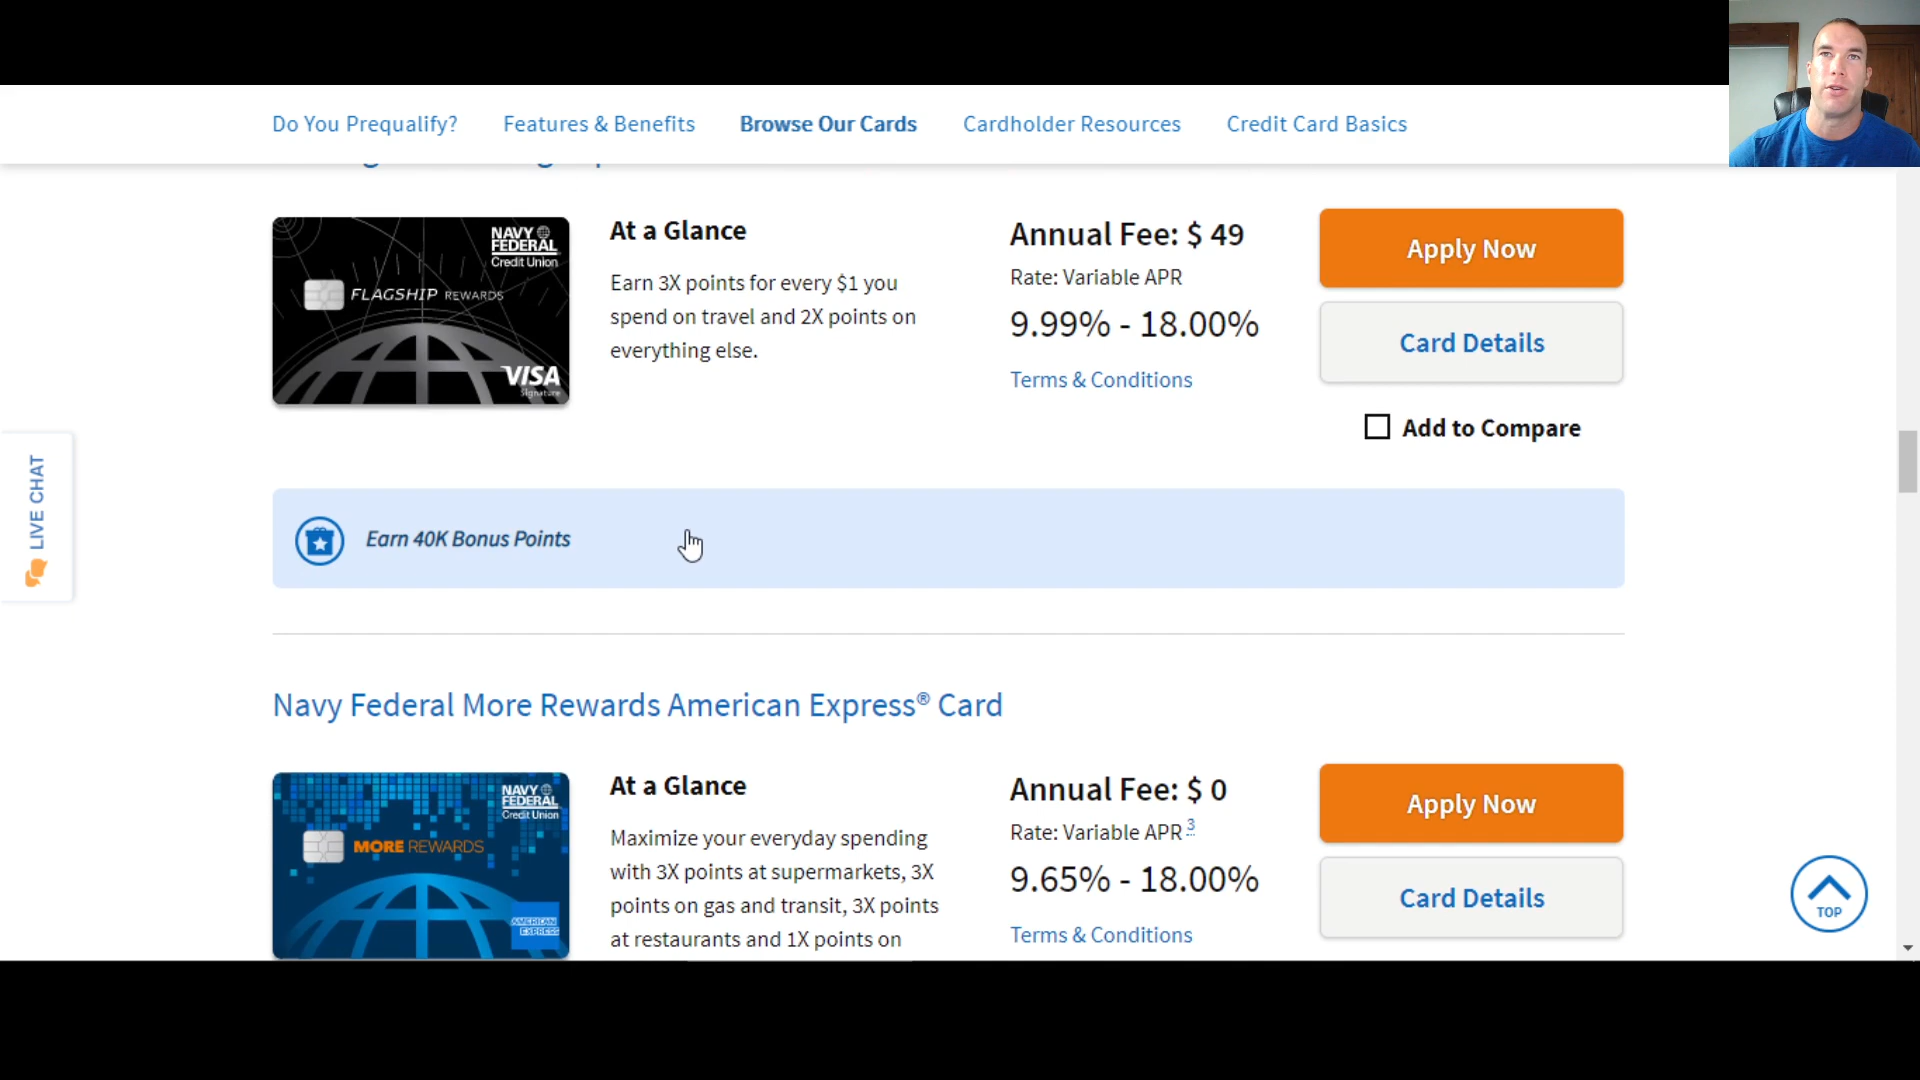 Do You Prequalify?
Features & Benefits
Browse Our Cards
Cardholder Resources
Credit Card Basics
NAVY
FEDERAL
Credit Union
FLAGSHIP REWARDS
VISA
Signature
At a Glance
Earn 3X points for every $1 you
spend on travel and 2X points on
everything else.
Annual Fee: $ 49
Rate: Variable APR
9.99% - 18.00%
Terms & Conditions
Apply Now
Card Details
Add to Compare
LIVE CHAT
Earn 40K Bonus Points
Navy Federal More Rewards American Express® Card
NAVY
FEDERAL
Credit Union
MORE REWARDS
AMERICAN
EXPRESS
At a Glance
Maximize your everyday spending
with 3X points at supermarkets, 3X
points on gas and transit, 3X points
at restaurants and 1X points on
Annual Fee: $ 0
Rate: Variable APR 3
9.65% - 18.00%
Terms & Conditions
Apply Now
Card Details
TOP